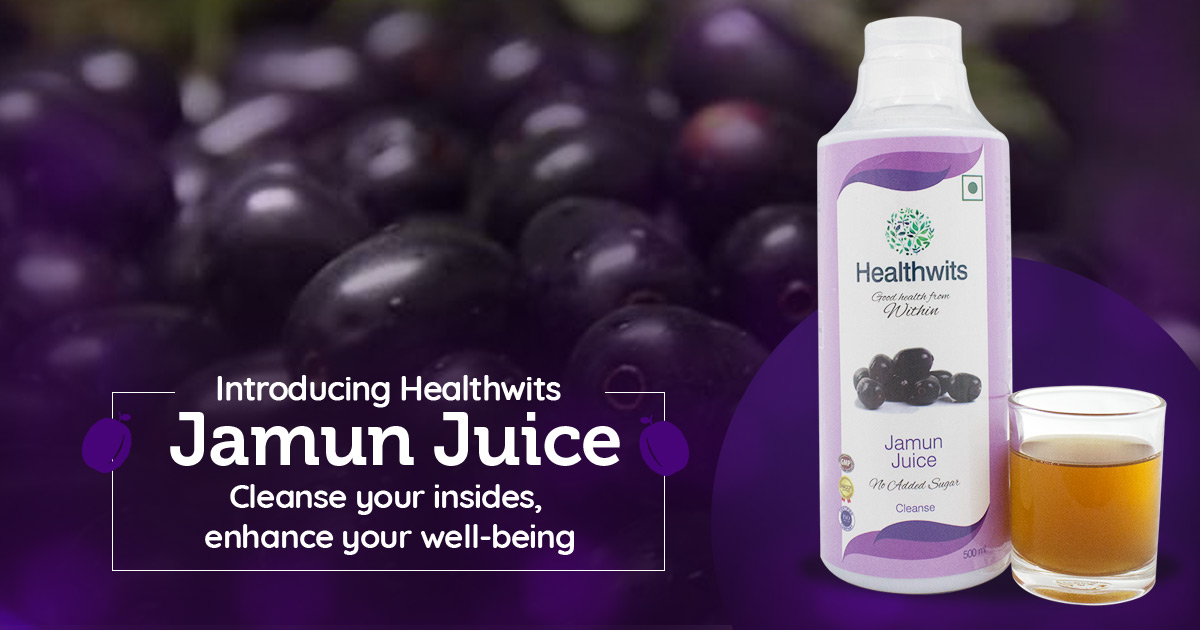 Introducing Healthwits
Jamun Juice
Cleanse your insides,
enhance your well-being
Healthwits
Good health from
Within
Jamun
Juice
No Added Sugar
Cleanse
500 ml
GMP